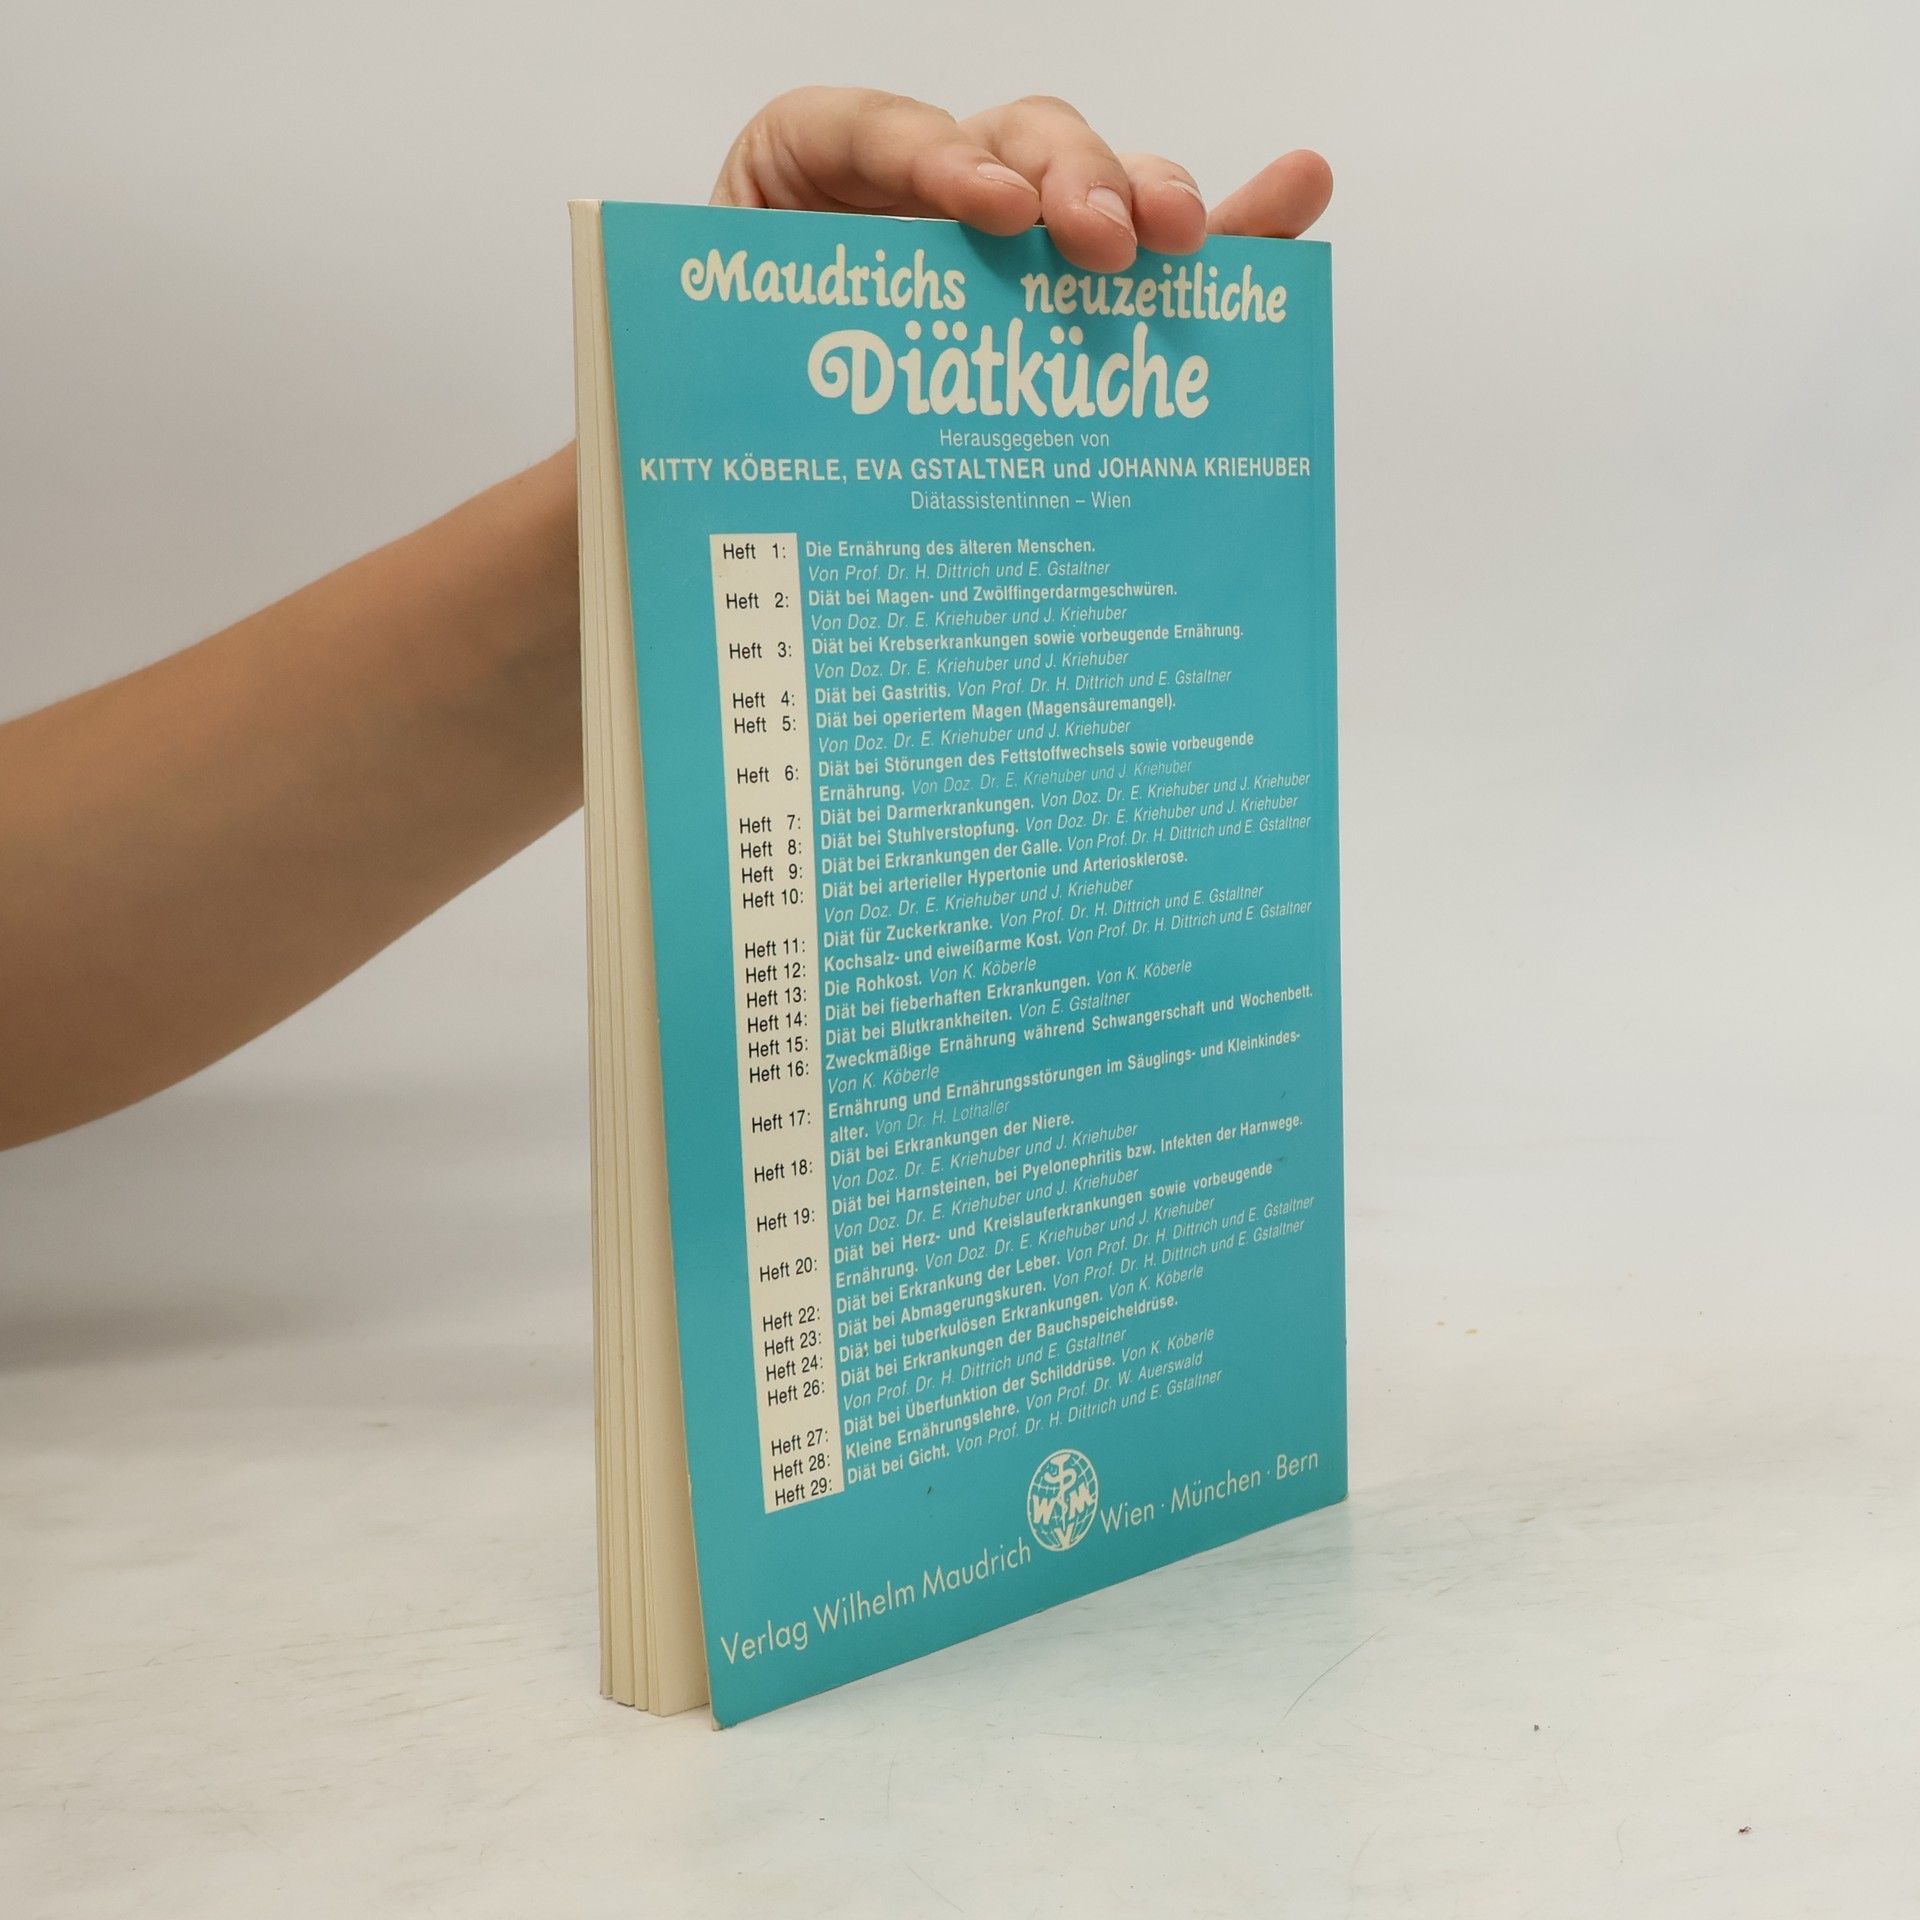 Maudrichs neuzeitliche
Diätküche
Herausgegeben von
KITTY KÖBERLE, EVA GSTALTNER und JOHANNA KRIEHUBER
Diätassistentinnen – Wien
Heft 1: Die Ernährung des älteren Menschen.
Von Prof. Dr. H. Dittrich und E. Gstaltner
Heft 2: Diät bei Magen- und Zwölffingerdarmgeschwüren.
Von Doz. Dr. E. Kriehuber und J. Kriehuber
Heft 3: Diät bei Krebserkrankungen sowie vorbeugende Ernährung.
Von Doz. Dr. E. Kriehuber und J. Kriehuber
Heft 4: Diät bei Gastritis. Von Prof. Dr. H. Dittrich und E. Gstaltner
Heft 5: Diät bei operiertem Magen (Magensäuremangel).
Von Doz. Dr. E. Kriehuber und J. Kriehuber
Heft 6: Diät bei Störungen des Fettstoffwechsels sowie vorbeugende
Ernährung. Von Doz. Dr. E. Kriehuber und J. Kriehuber
Heft 7: Diät bei Darmerkrankungen. Von Doz. Dr. E. Kriehuber und J. Kriehuber
Heft 8: Diät bei Stuhlverstopfung. Von Doz. Dr. E. Kriehuber und J. Kriehuber
Heft 9: Diät bei Erkrankungen der Galle. Von Prof. Dr. H. Dittrich und E. Gstaltner
Heft 10: Diät bei arterieller Hypertonie und Arteriosklerose.
Von Doz. Dr. E. Kriehuber und J. Kriehuber
Heft 11: Diät für Zuckerkranke. Von Prof. Dr. H. Dittrich und E. Gstaltner
Heft 12: Kochsalz- und eiweißarme Kost. Von Prof. Dr. H. Dittrich und E. Gstaltner
Heft 13: Die Rohkost. Von K. Köberle
Heft 14: Diät bei fieberhaften Erkrankungen. Von K. Köberle
Heft 15: Diät bei Blutkrankheiten. Von E. Gstaltner
Heft 16: Zweckmäßige Ernährung während Schwangerschaft und Wochenbett.
Von K. Köberle
Heft 17: Ernährung und Ernährungsstörungen im Säuglings- und Kleinkindes-
alter. Von Dr. H. Lothaller
Heft 18: Diät bei Erkrankungen der Niere.
Von Doz. Dr. E. Kriehuber und J. Kriehuber
Heft 19: Diät bei Harnsteinen, bei Pyelonephritis bzw. Infekten der Harnwege.
Von Doz. Dr. E. Kriehuber und J. Kriehuber
Heft 20: Diät bei Herz- und Kreislauferkrankungen sowie vorbeugende
Ernährung. Von Doz. Dr. E. Kriehuber und J. Kriehuber
Heft 22: Diät bei Erkrankung der Leber. Von Prof. Dr. H. Dittrich und E. Gstaltner
Heft 23: Diät bei Abmagerungskuren. Von Prof. Dr. H. Dittrich und E. Gstaltner
Heft 24: Diät bei tuberkulösen Erkrankungen. Von K. Köberle
Heft 26: Diät bei Erkrankungen der Bauchspeicheldrüse.
Von Prof. Dr. H. Dittrich und E. Gstaltner
Heft 27: Diät bei Überfunktion der Schilddrüse. Von K. Köberle
Heft 28: Kleine Ernährungslehre. Von Prof. Dr. W. Auerswald
Heft 29: Diät bei Gicht. Von Prof. Dr. H. Dittrich und E. Gstaltner
WMV
Verlag Wilhelm Maudrich Wien · München · Bern